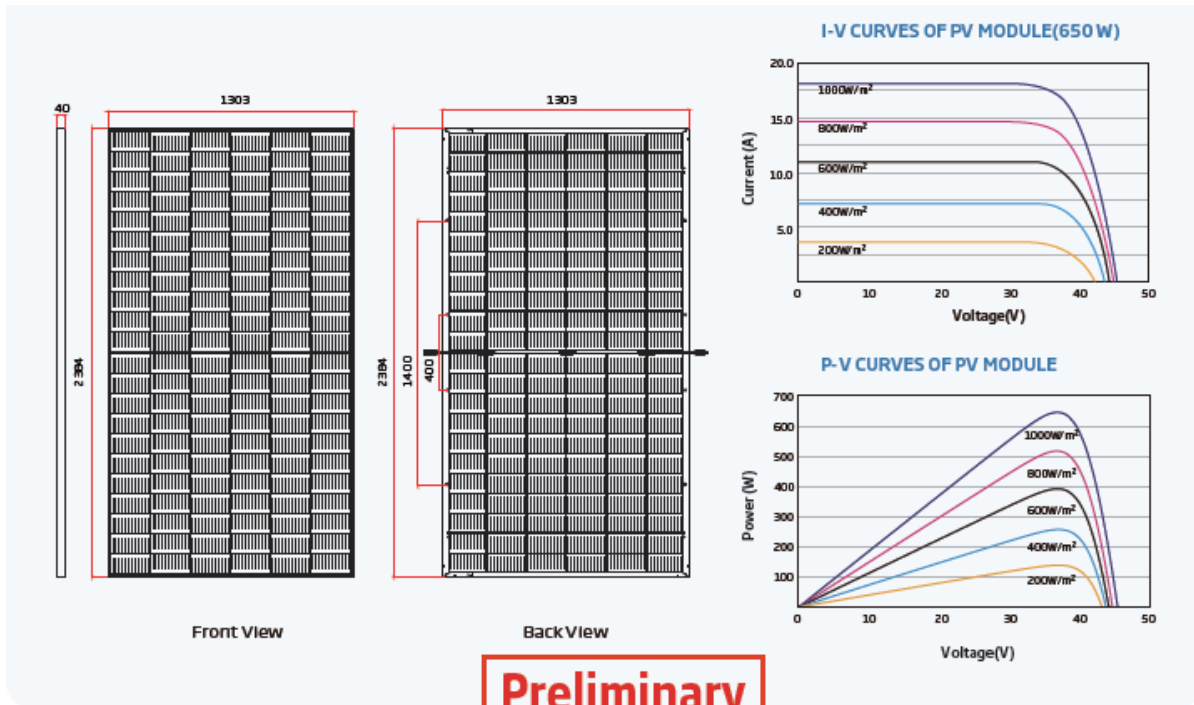 I-V CURVES OF PV MODULE(650 W)
20.0
15.0
10.0
5.0
Current (A)
1000W/m²
800W/m²
600W/m²
400W/m²
200W/m²
0 10 20 30 40 50
Voltage(V)
40
1303
2384
Front View
1303
2384
1400
400
Back View
P-V CURVES OF PV MODULE
700
600
500
400
300
200
100
Power (W)
1000W/m²
800W/m²
600W/m²
400W/m²
200W/m²
0 10 20 30 40 50
Voltage(V)
Preliminary